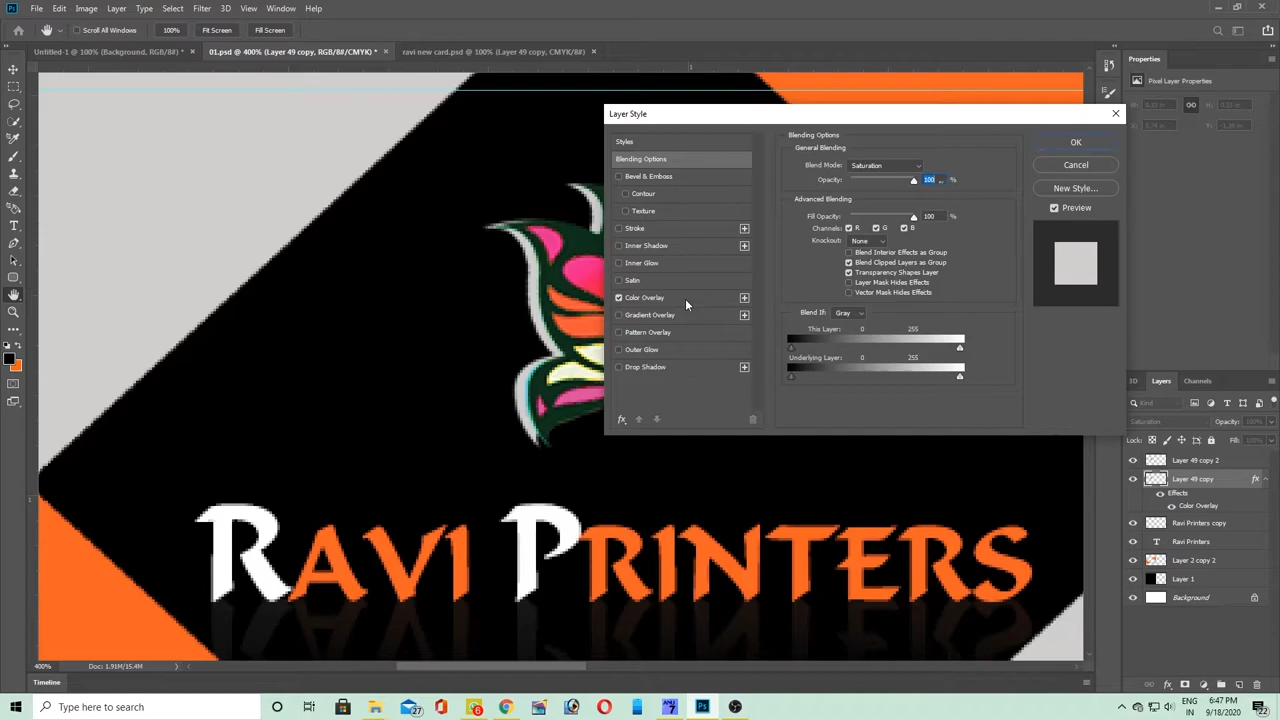 File Edit Image Layer Type Select Filter 3D View Window Help
Scroll All Windows 100% Fit Screen Fill Screen
Untitled-1 @ 100% (Background, RGB/8#) * × 01.psd @ 400% (Layer 49 copy, RGB/8#/CMYK) * × ravi new card.psd @ 100% (Layer 49 copy, CMYK/8#) ×
Properties
Pixel Layer Properties
Layer Style
Styles
Blending Options
Bevel & Emboss
Contour
Texture
Stroke
Inner Shadow
Inner Glow
Satin
Color Overlay
Gradient Overlay
Pattern Overlay
Outer Glow
Drop Shadow
Blending Options
General Blending
Blend Mode: Saturation
Opacity: 100 %
Advanced Blending
Fill Opacity: 100 %
Channels: R G B
Knockout: None
Blend Interior Effects as Group
Blend Clipped Layers as Group
Transparency Shapes Layer
Layer Mask Hides Effects
Vector Mask Hides Effects
Blend If: Gray
This Layer: 0 255
Underlying Layer: 0 255
OK
Cancel
New Style...
Preview
3D Layers Channels
Kind
Saturation Opacity: 100%
Lock: Fill: 100%
Layer 49 copy 2
Layer 49 copy fx
Effects
Color Overlay
Ravi Printers copy
T Ravi Printers
Layer 2 copy 2
Layer 1
Background
RAVI PRINTERS
400% Doc: 1.91M/15.4M
Timeline
Type here to search
6:47 PM
IN 9/18/2020